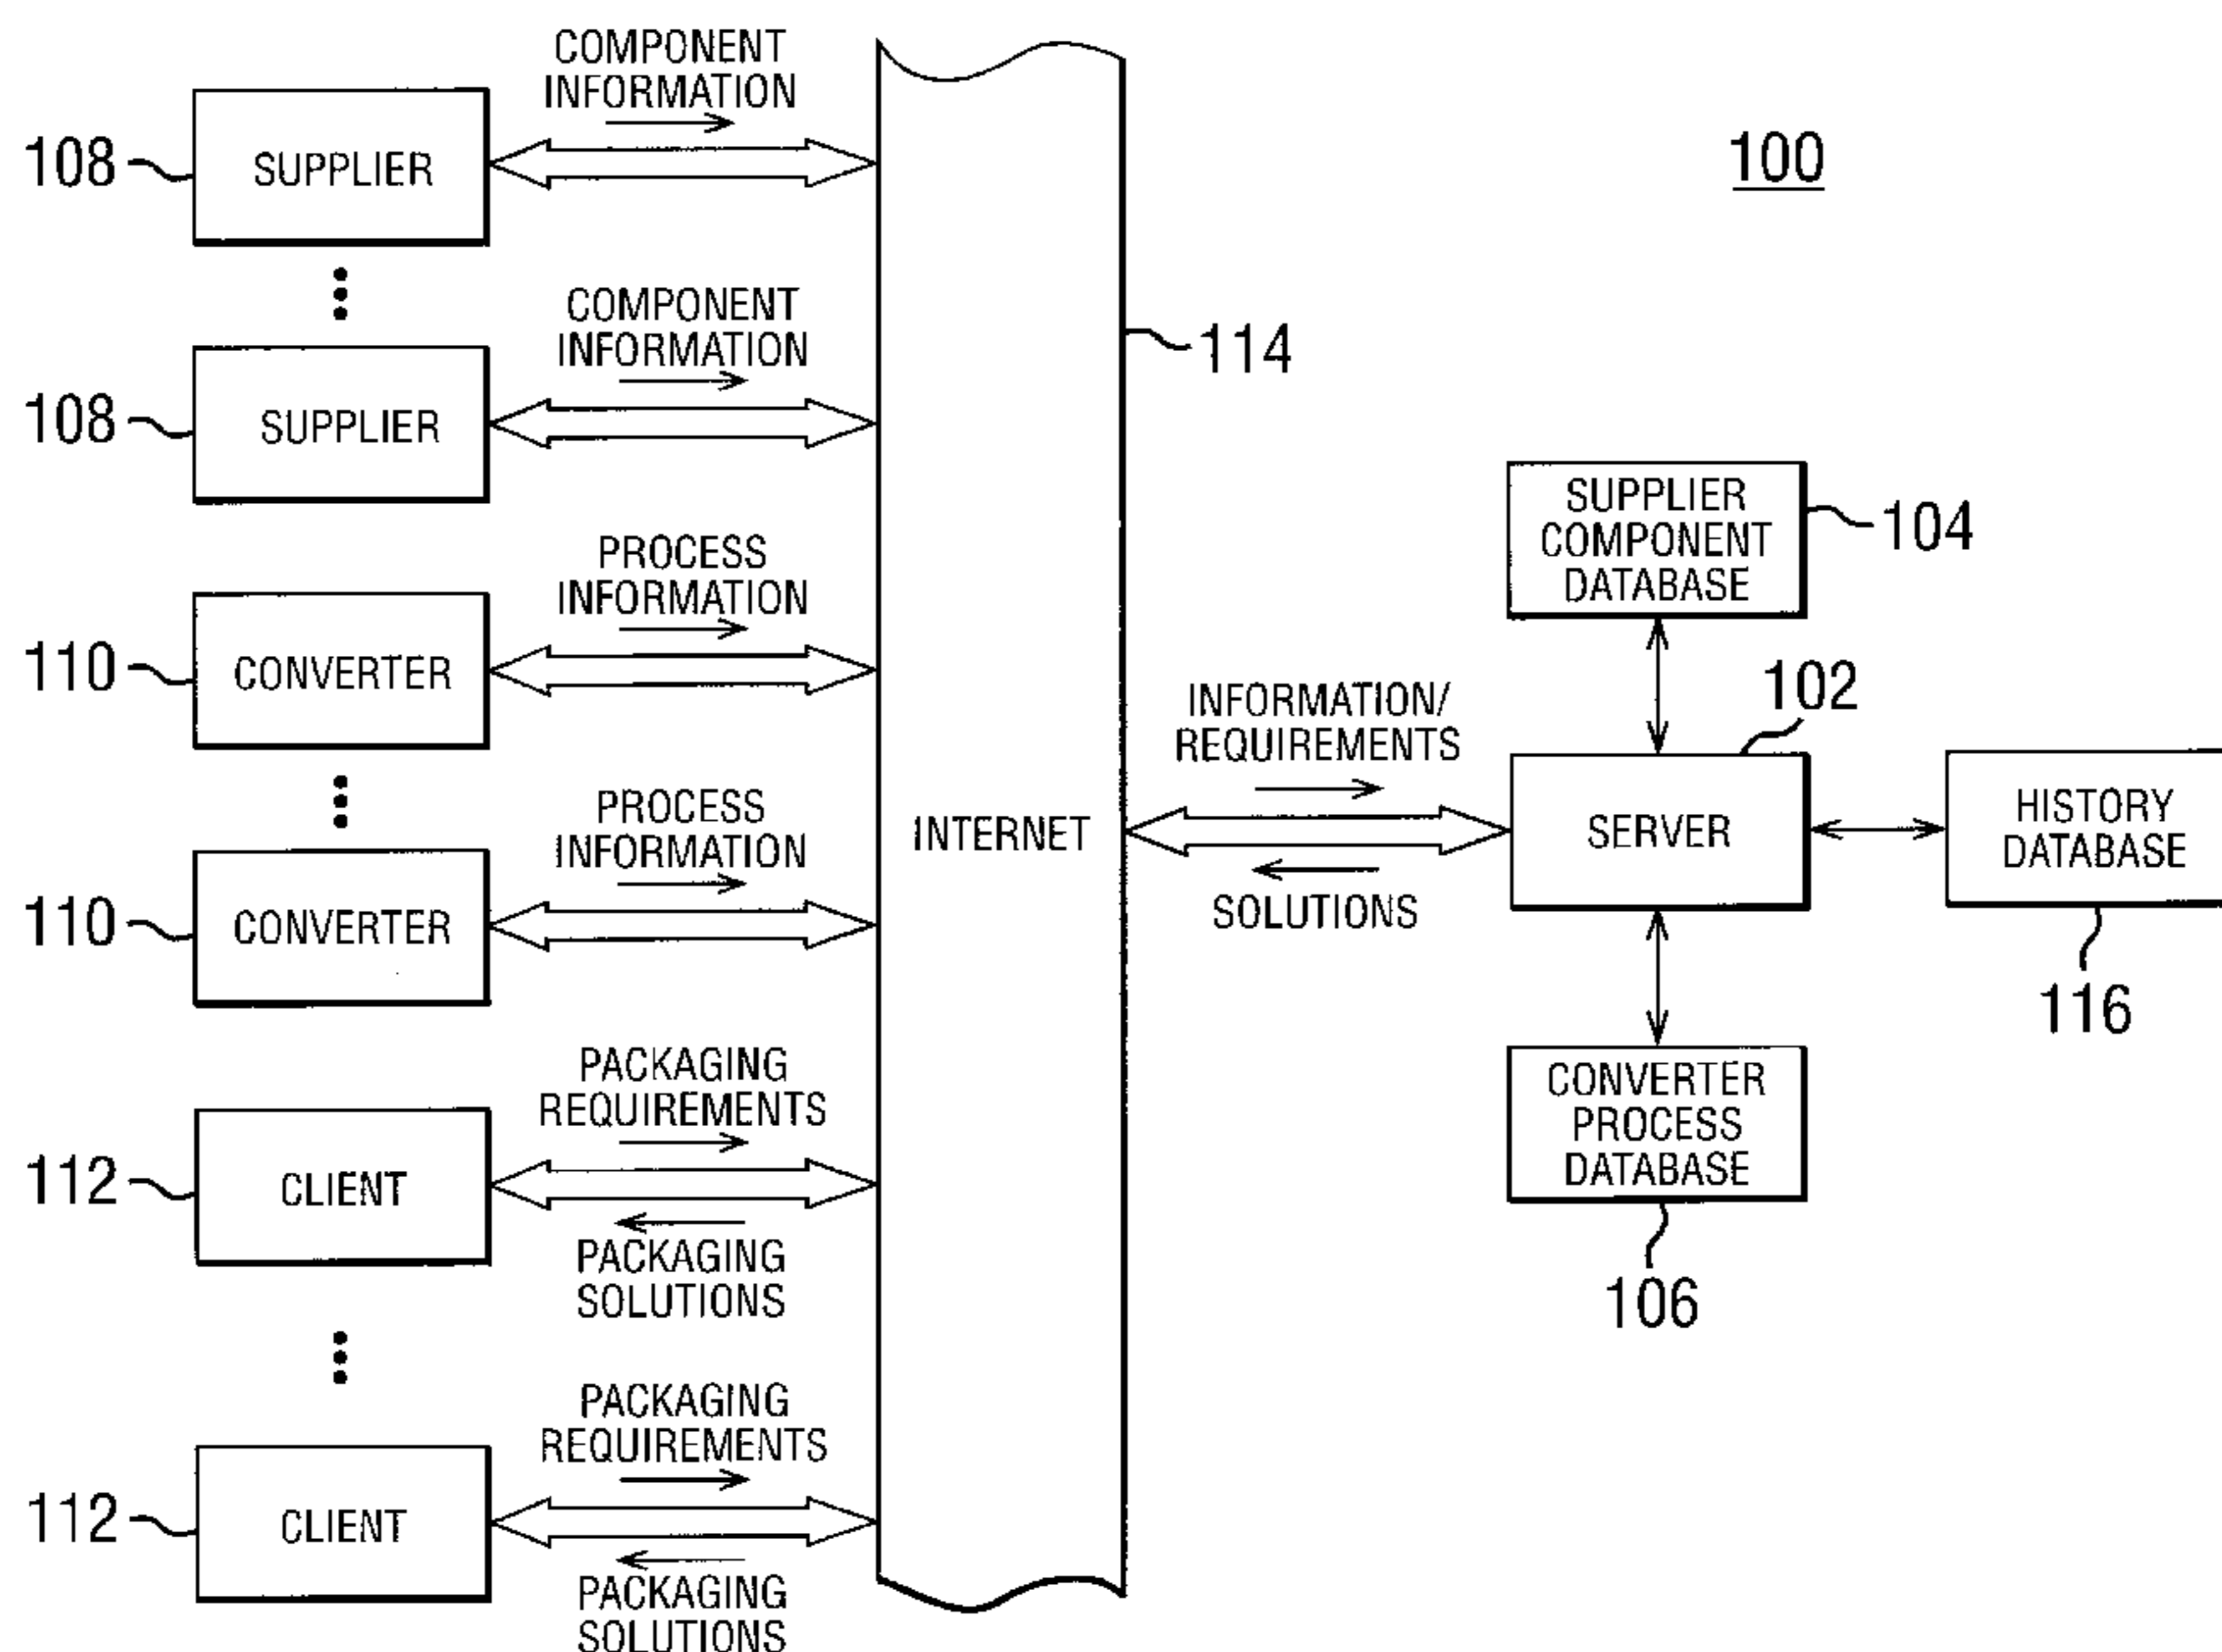 COMPONENT
INFORMATION
108
SUPPLIER
100
COMPONENT
INFORMATION
114
108
SUPPLIER
SUPPLIER
COMPONENT
DATABASE
104
PROCESS
INFORMATION
110
CONVERTER
INFORMATION/
REQUIREMENTS
102
PROCESS
INFORMATION
INTERNET
SERVER
HISTORY
DATABASE
SOLUTIONS
110
CONVERTER
116
PACKAGING
REQUIREMENTS
CONVERTER
PROCESS
DATABASE
112
CLIENT
PACKAGING
SOLUTIONS
106
PACKAGING
REQUIREMENTS
112
CLIENT
PACKAGING
SOLUTIONS